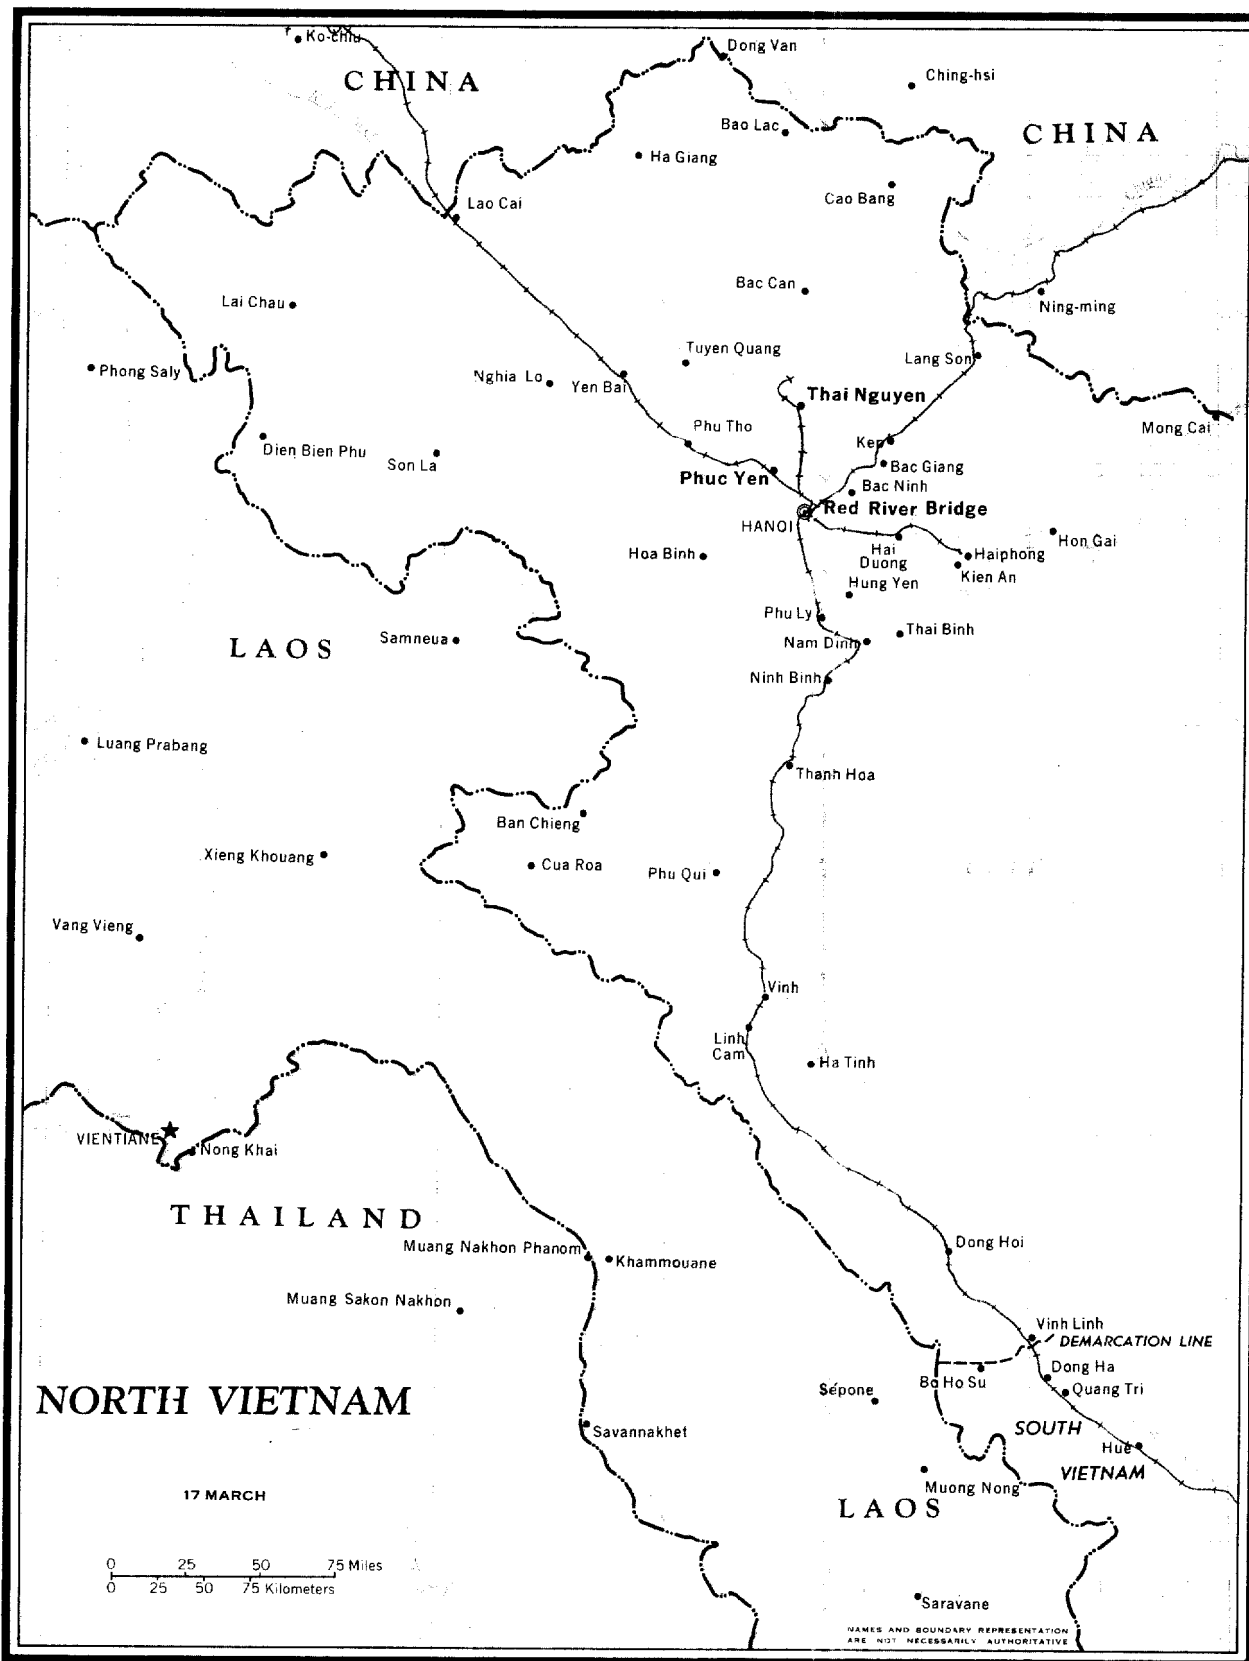 Ko-chiu
Dong Van
CHINA
Ching-hsi
Bao Lac
CHINA
Ha Giang
Cao Bang
Lao Cai
Bac Can
Lai Chau
Ning-ming
Tuyen Quang
Lang Son
Phong Saly
Nghia Lo
Yen Bai
Thai Nguyen
Mong Cai
Phu Tho
Kep
Dien Bien Phu
Son La
Bac Giang
Phuc Yen
Bac Ninh
Red River Bridge
HANOI
Hon Gai
Hoa Binh
Hai
Duong
Haiphong
Kien An
Hung Yen
Phu Ly
Thai Binh
LAOS
Samneua
Nam Dinh
Ninh Binh
Luang Prabang
Thanh Hoa
Ban Chieng
Xieng Khouang
Cua Roa
Phu Qui
Vang Vieng
Vinh
Linh
Cam
Ha Tinh
VIENTIANE
Nong Khai
THAILAND
Muang Nakhon Phanom
Khammouane
Dong Hoi
Muang Sakon Nakhon
Vinh Linh
DEMARCATION LINE
Dong Ha
Ba Ho Su
Quang Tri
Sépone
NORTH VIETNAM
Savannakhet
SOUTH
Hue
VIETNAM
Muong Nong
17 MARCH
LAOS
0 25 50 75 Miles
0 25 50 75 Kilometers
Saravane
NAMES AND BOUNDARY REPRESENTATION
ARE NOT NECESSARILY AUTHORITATIVE